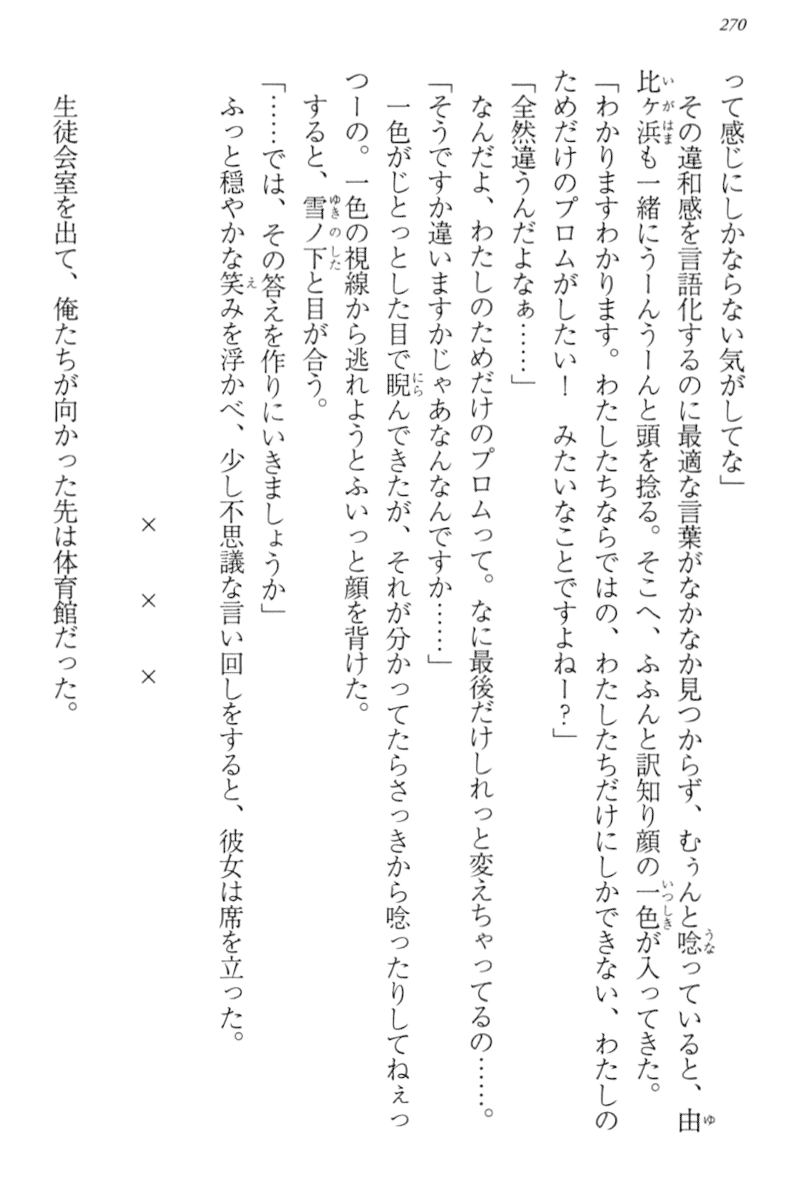 270
って感じにしかならない気がしてな」
　その違和感を言語化するのに最適な言葉がなかなか見つからず、むぅんと唸っていると、由
比ヶ浜も一緒にうーんうーんと頭を捻る。そこへ、ふふんと訳知り顔の一色が入ってきた。
「わかりますわかります。わたしたちならではの、わたしたちだけにしかできない、わたしの
ためだけのプロムがしたい！　みたいなことですよねー？」
「全然違うんだよなぁ……」
　なんだよ、わたしのためだけのプロムって。なに最後だけしれっと変えちゃってるの……。
「そうですか違いますかじゃあなんなんですか……」
　一色がじとっとした目で睨んできたが、それが分かってたらさっきから唸ったりしてねぇっ
つーの。一色の視線から逃れようとふいっと顔を背けた。
　すると、雪ノ下と目が合う。
「……では、その答えを作りにいきましょうか」
　ふっと穏やかな笑みを浮かべ、少し不思議な言い回しをすると、彼女は席を立った。
×　×　×
　生徒会室を出て、俺たちが向かった先は体育館だった。